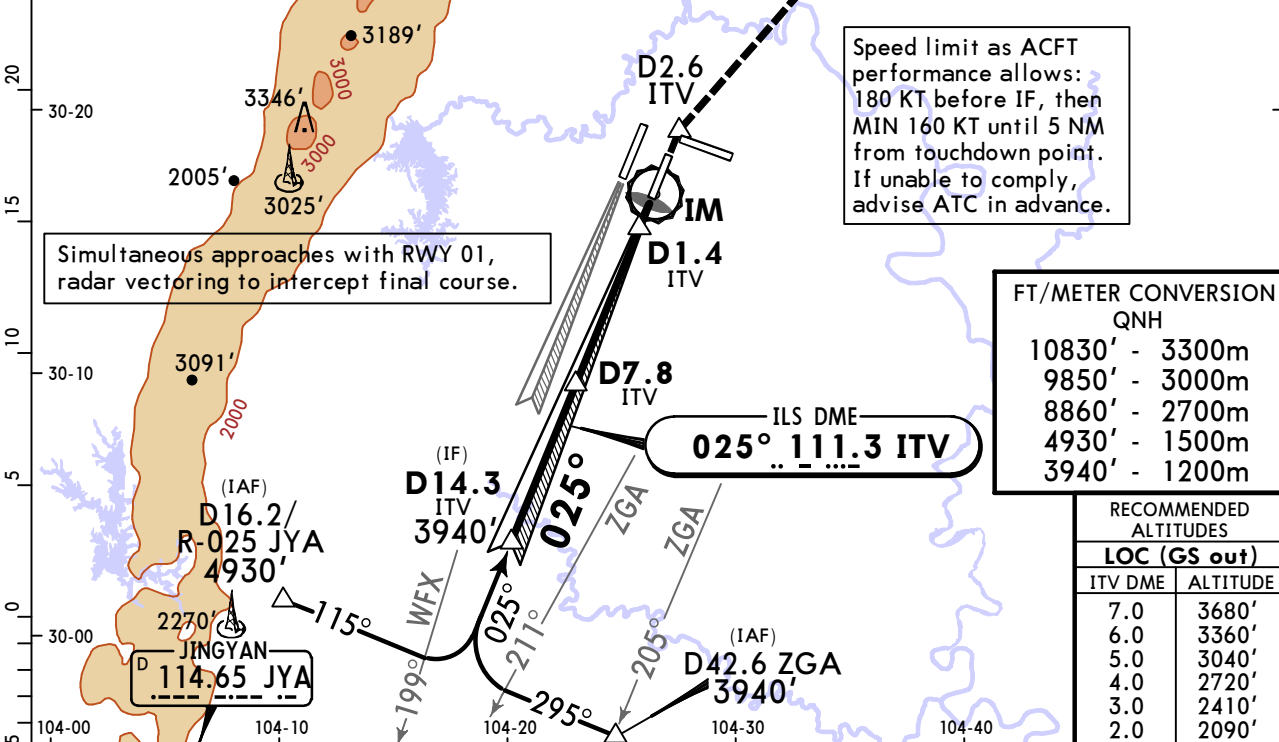 3189'
3000
3346'
3000
2005'
3025'
D2.6
ITV
Speed limit as ACFT
performance allows:
180 KT before IF, then
MIN 160 KT until 5 NM
from touchdown point.
If unable to comply,
advise ATC in advance.
20
30-20
15
IM
D1.4
ITV
Simultaneous approaches with RWY 01,
radar vectoring to intercept final course.
FT/METER CONVERSION
QNH
10830' - 3300m
9850' - 3000m
8860' - 2700m
4930' - 1500m
3940' - 1200m
10
30-10
3091'
2000
D7.8
ITV
ILS DME
025° 111.3 ITV
5
(IF)
D14.3
ITV
3940'
025°
ZGA
ZGA
(IAF)
D16.2/
R-025 JYA
4930'
RECOMMENDED
ALTITUDES
LOC (GS out)
ITV DME ALTITUDE
7.0 3680'
6.0 3360'
5.0 3040'
4.0 2720'
3.0 2410'
2.0 2090'
0
30-00
2270'
115°
WFX
025°
211°
205°
199°
295°
JINGYAN
D 114.65 JYA
(IAF)
D42.6 ZGA
3940'
5
104-00
104-10
104-20
104-30
104-40